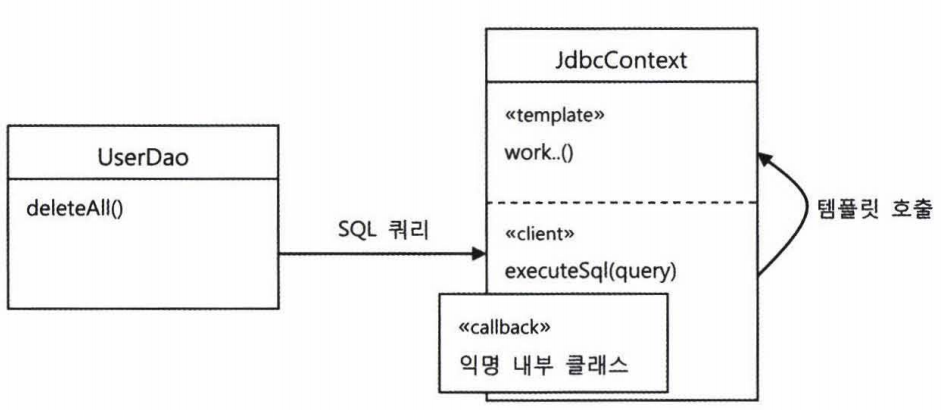 JdbcContext
«template»
work..()
UserDao
deleteAll()
SQL 쿼리
템플릿 호출
«client»
executeSql(query)
«callback»
익명 내부 클래스